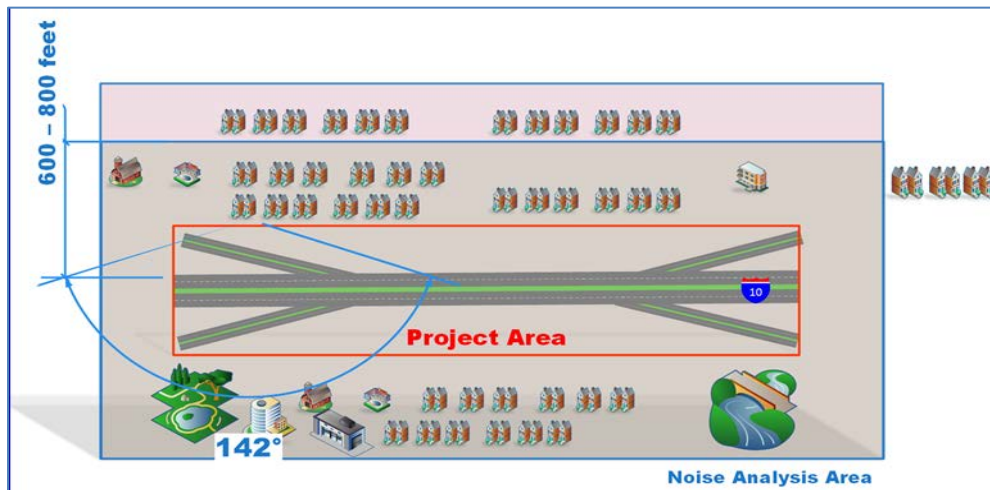 600 – 800 feet
10
Project Area
142°
Noise Analysis Area